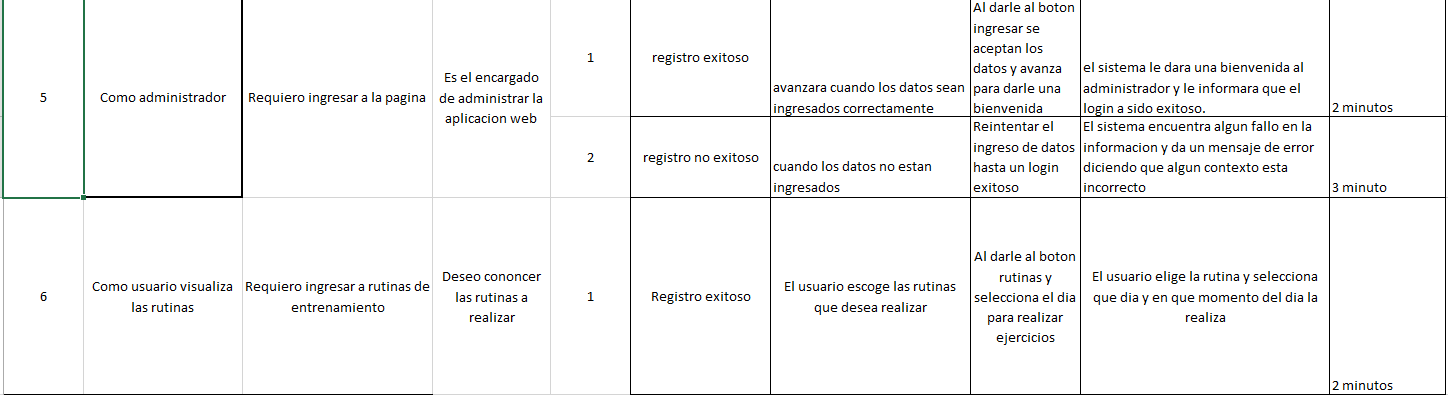 5
Como administrador
Requiero ingresar a la pagina
Es el encargado
de administrar la
aplicacion web
1
registro exitoso
avanzara cuando los datos sean
ingresados correctamente
Al darle al boton
ingresar se
aceptan los
datos y avanza
para darle una
bienvenida
el sistema le dara una bienvenida al
administrador y le informara que el
login a sido exitoso.
2 minutos
2
registro no exitoso
cuando los datos no estan
ingresados
Reintentar el
ingreso de datos
hasta un login
exitoso
El sistema encuentra algun fallo en la
informacion y da un mensaje de error
diciendo que algun contexto esta
incorrecto
3 minuto
6
Como usuario visualiza
las rutinas
Requiero ingresar a rutinas de
entrenamiento
Deseo cononcer
las rutinas a
realizar
1
Registro exitoso
El usuario escoge las rutinas
que desea realizar
Al darle al boton
rutinas y
selecciona el dia
para realizar
ejercicios
El usuario elige la rutina y selecciona
que dia y en que momento del dia la
realiza
2 minutos